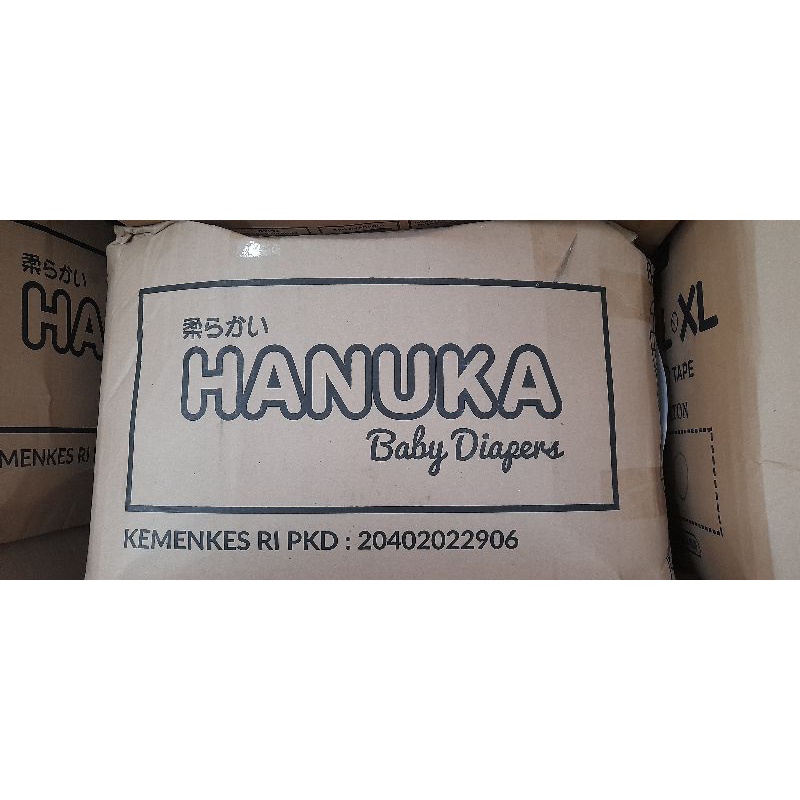 柔らかい
HANUKA
Baby Diapers
KEMENKES RI PKD : 20402022906
柔らかい
HA
MENKES RI
L XL
TAPE